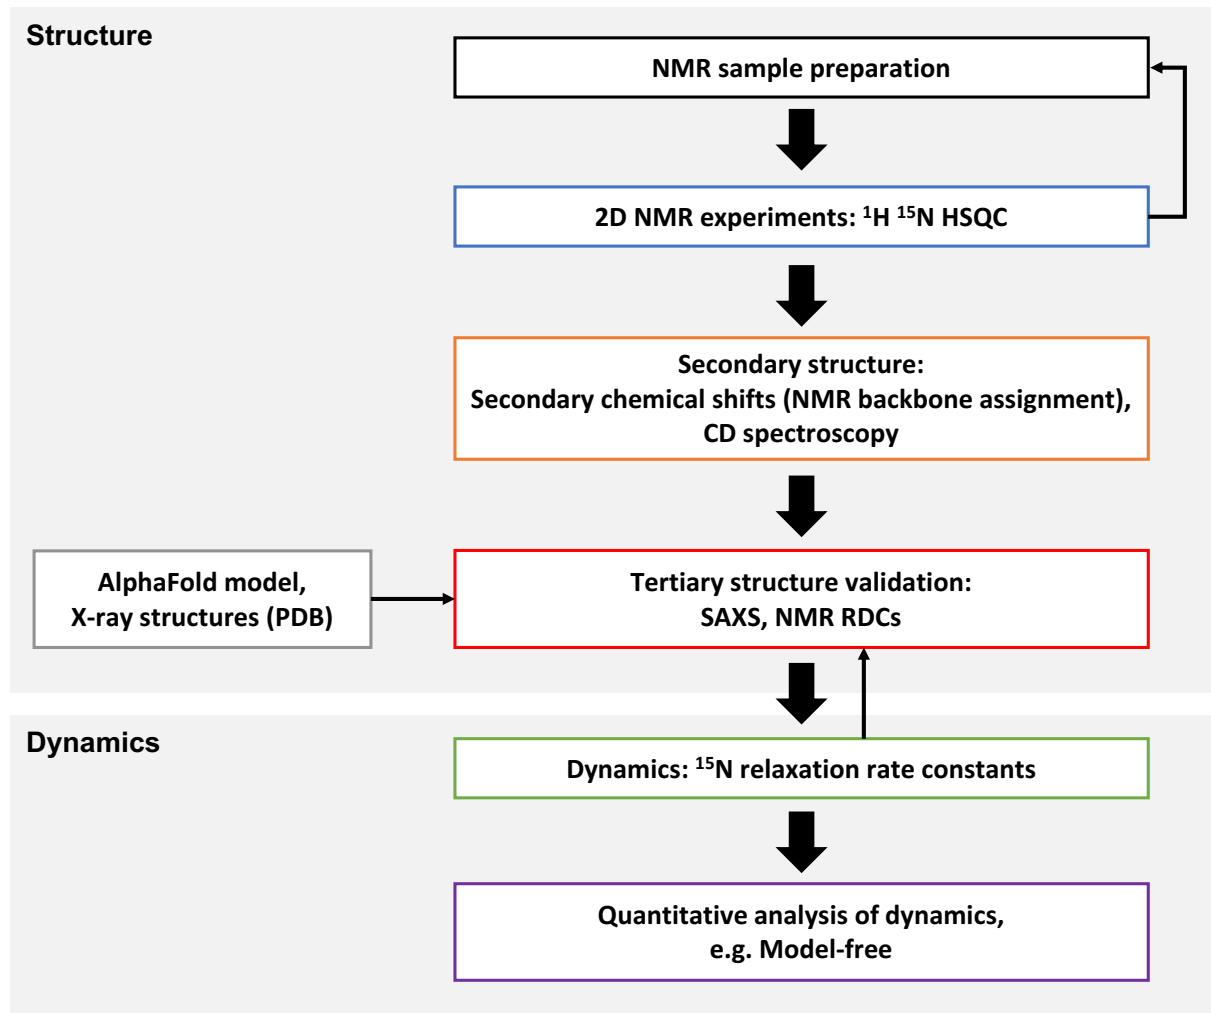 Structure
NMR sample preparation
2D NMR experiments: ¹H ¹⁵N HSQC
Secondary structure:
Secondary chemical shifts (NMR backbone assignment),
CD spectroscopy
AlphaFold model,
X-ray structures (PDB)
Tertiary structure validation:
SAXS, NMR RDCs
Dynamics
Dynamics: ¹⁵N relaxation rate constants
Quantitative analysis of dynamics,
e.g. Model-free